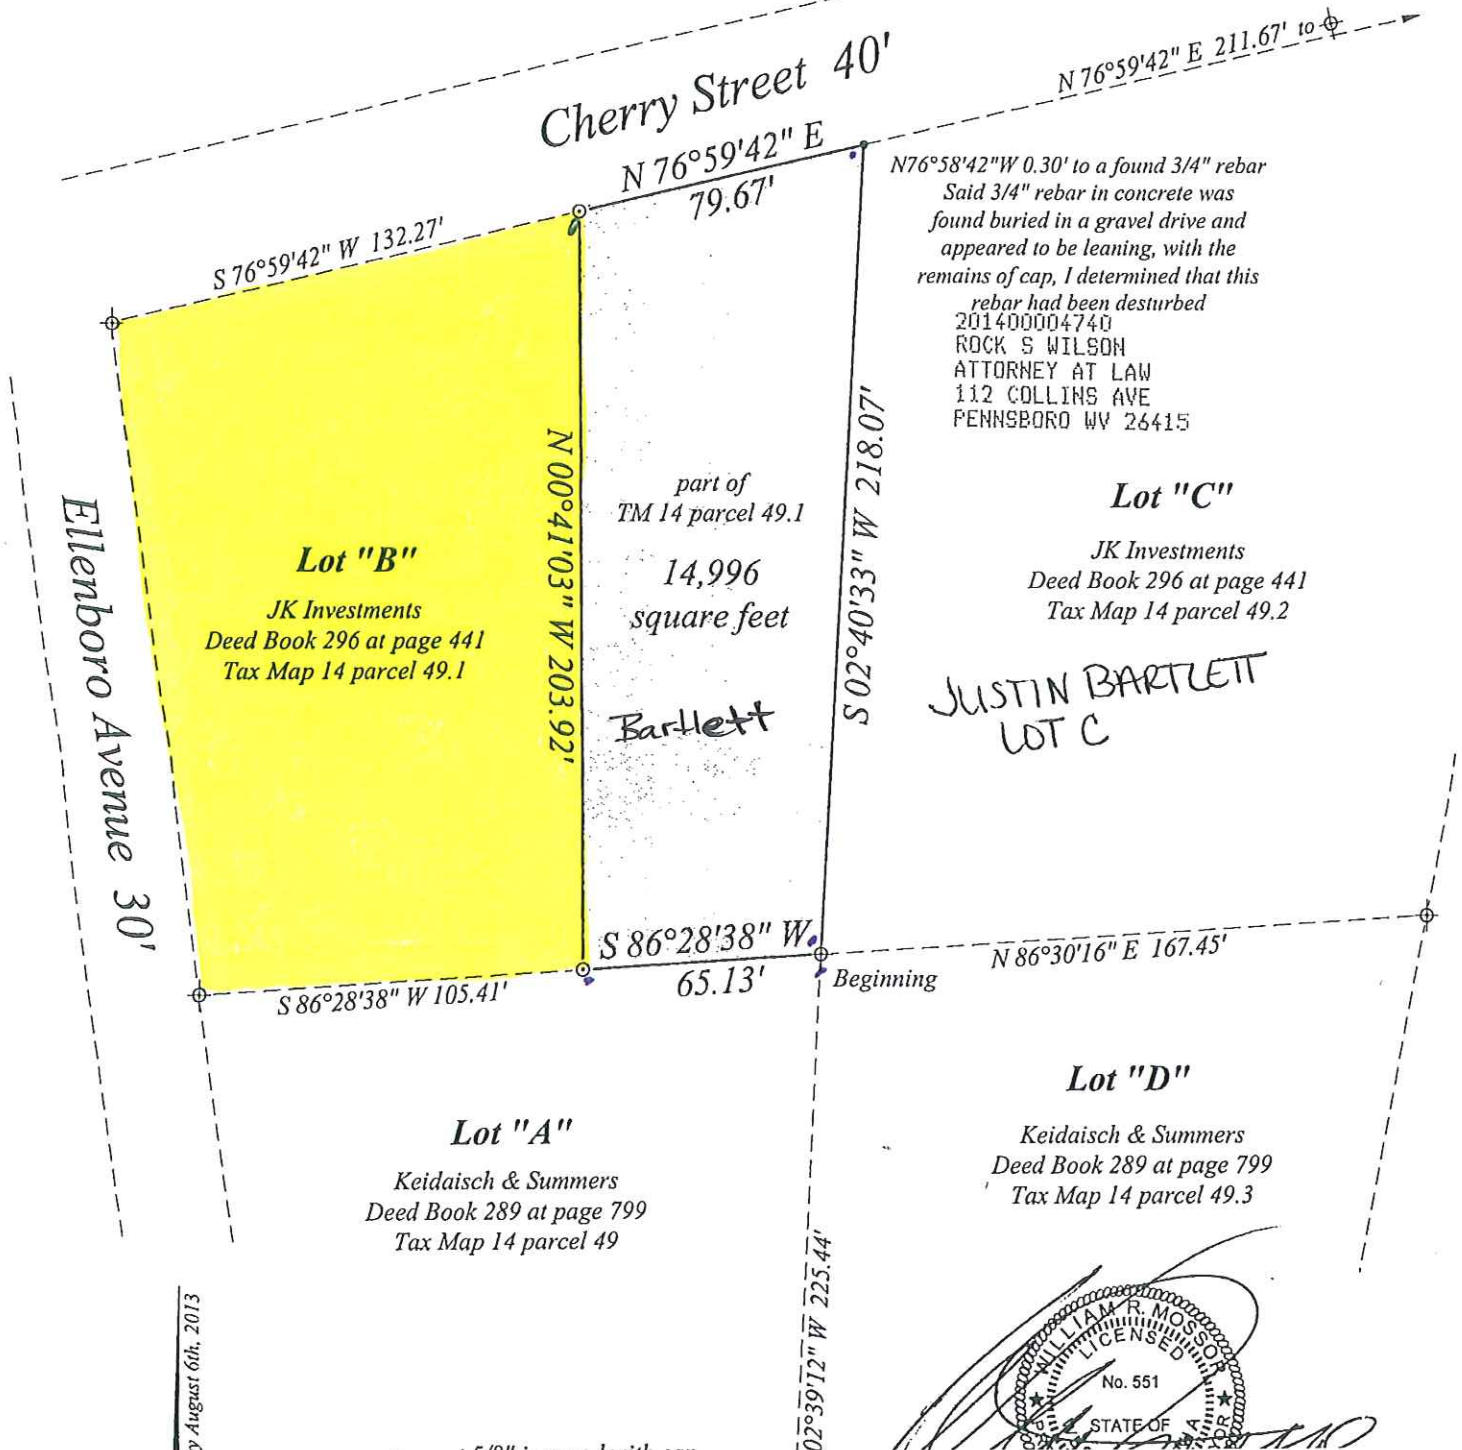 Cherry Street 40'
N 76°59'42" E 211.67' to
N 76°59'42" E
79.67'
S 76°59'42" W 132.27'
N76°58'42"W 0.30' to a found 3/4" rebar
Said 3/4" rebar in concrete was
found buried in a gravel drive and
appeared to be leaning, with the
remains of cap, I determined that this
rebar had been desturbed
201400004740
ROCK S WILSON
ATTORNEY AT LAW
112 COLLINS AVE
PENNSBORO WV 26415
Ellenboro Avenue 30'
Lot "B"
JK Investments
Deed Book 296 at page 441
Tax Map 14 parcel 49.1
N 00°41'03" W 203.92'
part of
TM 14 parcel 49.1
14,996
square feet
Bartlett
S 02°40'33" W 218.07'
Lot "C"
JK Investments
Deed Book 296 at page 441
Tax Map 14 parcel 49.2
JUSTIN BARTLETT
LOT C
S 86°28'38" W
65.13'
Beginning
N 86°30'16" E 167.45'
S 86°28'38" W 105.41'
Lot "A"
Keidaisch & Summers
Deed Book 289 at page 799
Tax Map 14 parcel 49
Lot "D"
Keidaisch & Summers
Deed Book 289 at page 799
Tax Map 14 parcel 49.3
02°39'12" W 225.44'
y August 6th, 2013
WILLIAM R. MOSSOR
LICENSED
No. 551
STATE OF